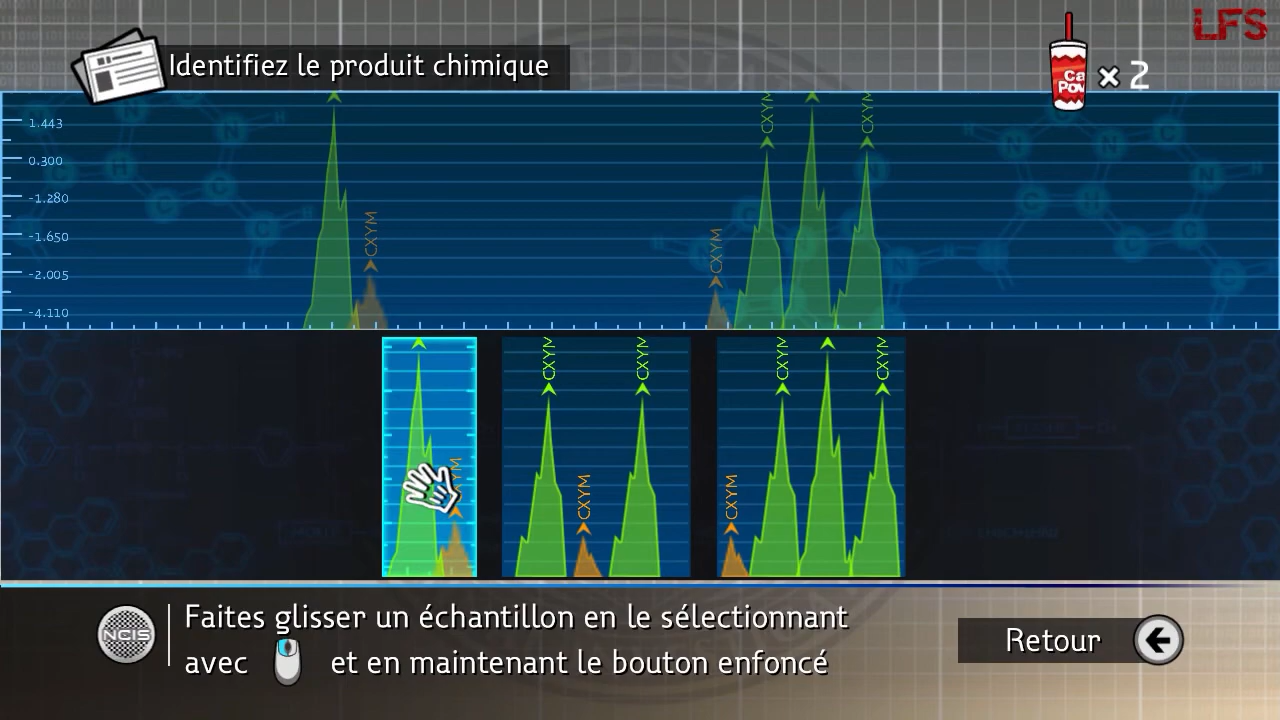 LFS
Identifiez le produit chimique
Ca
Pow
× 2
1.443
0.300
-1.280
-1.650
-2.005
-4.110
CXYM
CXYM
CXYM
CXYM
CXYM
CXYM
CXYM
CXYM
CXYM
CXYM
Faites glisser un échantillon en le sélectionnant
avec et en maintenant le bouton enfoncé
NCIS
Retour